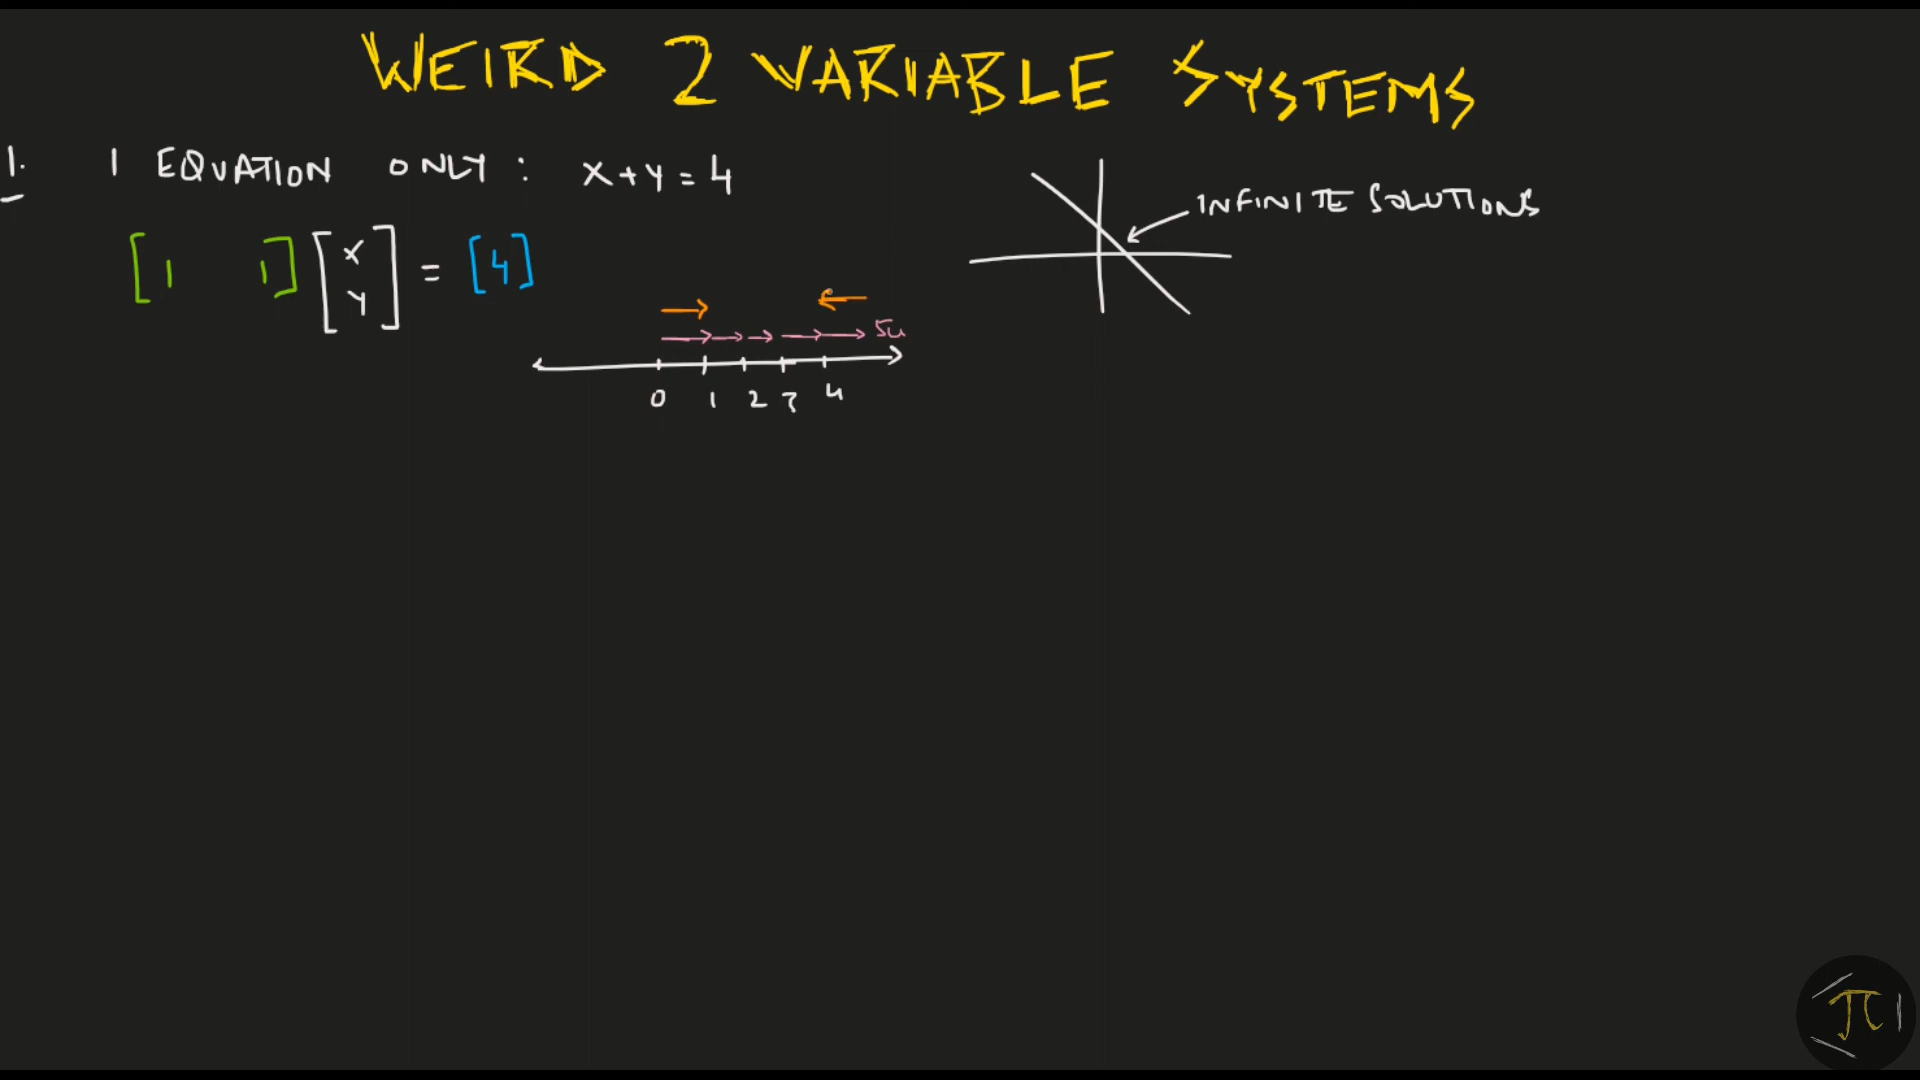 WEIRD 2 VARIABLE SYSTEMS
1. 1 EQUATION ONLY : x+y=4
INFINITE SOLUTIONS
[1 1] [x y] = [4]
5u
0 1 2 3 4
π